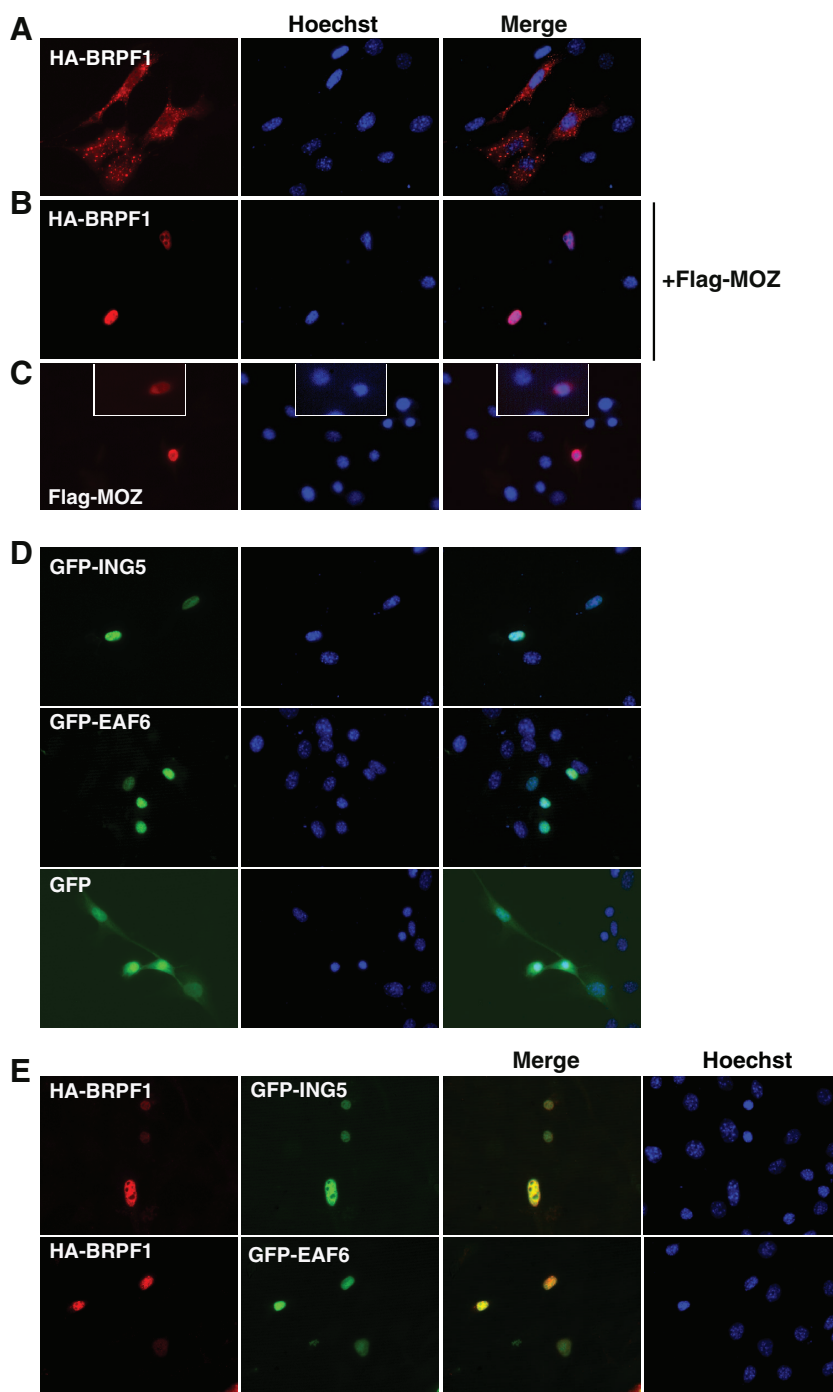 A
Hoechst
Merge
HA-BRPF1
B
HA-BRPF1
+Flag-MOZ
C
Flag-MOZ
D
GFP-ING5
GFP-EAF6
GFP
Merge
Hoechst
E
HA-BRPF1
GFP-ING5
HA-BRPF1
GFP-EAF6